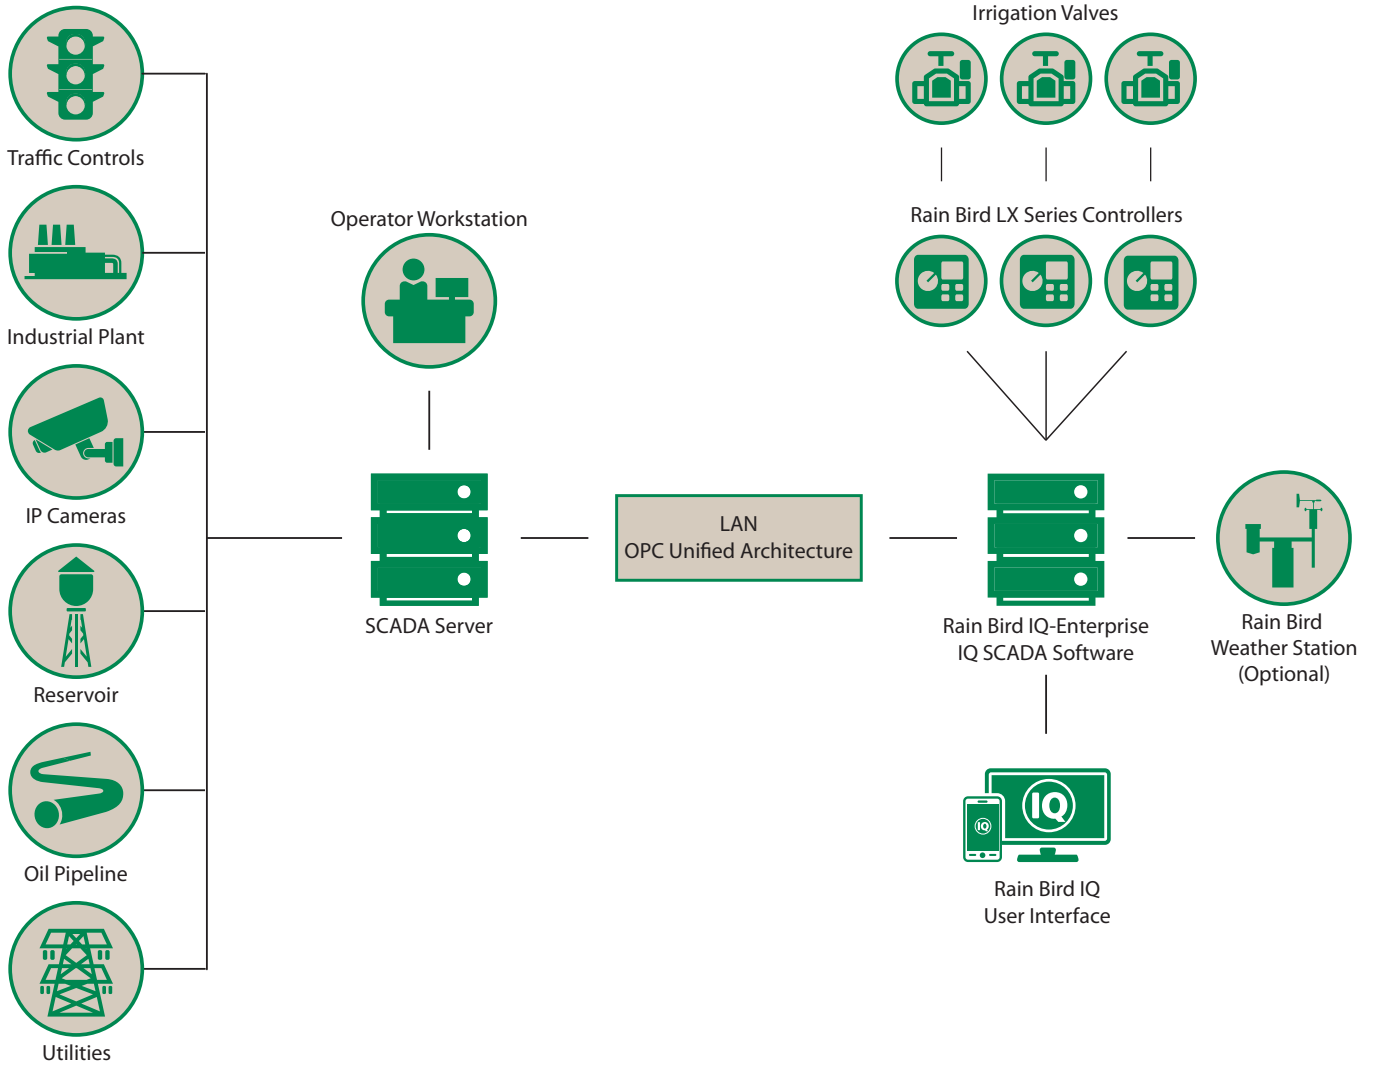 Irrigation Valves
Traffic Controls
Operator Workstation
Rain Bird LX Series Controllers
Industrial Plant
IP Cameras
LAN
OPC Unified Architecture
SCADA Server
Rain Bird IQ-Enterprise
IQ SCADA Software
Rain Bird
Weather Station
(Optional)
Reservoir
IQ
IQ
Oil Pipeline
Rain Bird IQ
User Interface
Utilities